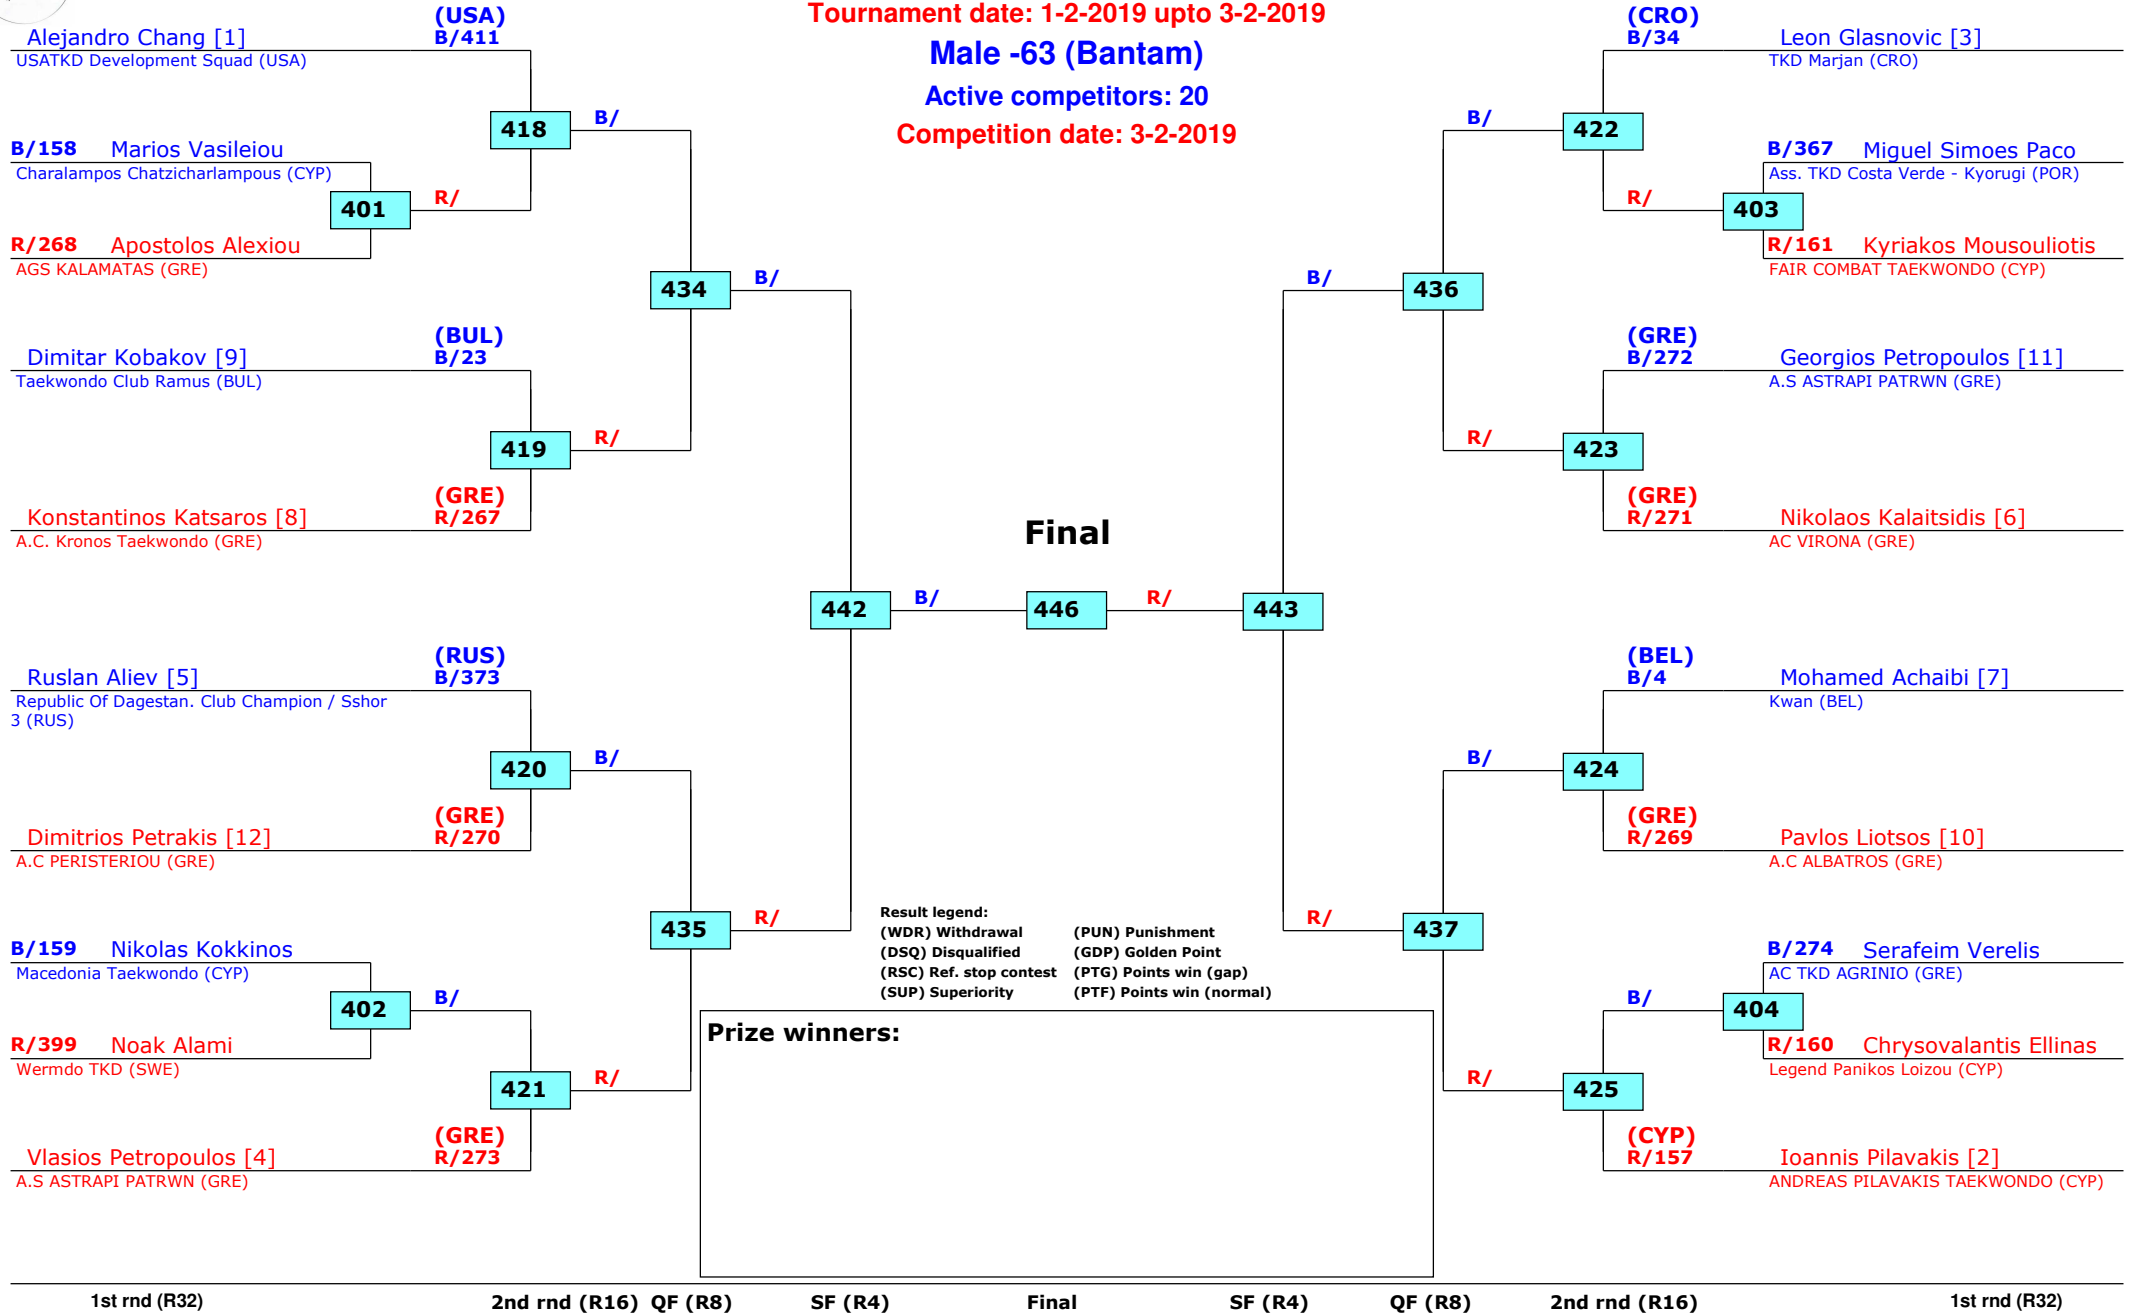 Tournament date: 1-2-2019 upto 3-2-2019
Male -63 (Bantam)
Active competitors: 20
Competition date: 3-2-2019
(USA)
Alejandro Chang [1] B/411
USATKD Development Squad (USA)
418 B/
B/158 Marios Vasileiou
Charalampos Chatzicharlampous (CYP)
401 R/
R/268 Apostolos Alexiou
AGS KALAMATAS (GRE)
434 B/
(BUL)
Dimitar Kobakov [9] B/23
Taekwondo Club Ramus (BUL)
419 R/
(GRE)
Konstantinos Katsaros [8] R/267
A.C. Kronos Taekwondo (GRE)
442 B/
(RUS)
Ruslan Aliev [5] B/373
Republic Of Dagestan. Club Champion / Sshor
3 (RUS)
420 B/
(GRE)
Dimitrios Petrakis [12] R/270
A.C PERISTERIOU (GRE)
435 R/
B/159 Nikolas Kokkinos
Macedonia Taekwondo (CYP)
402 B/
R/399 Noak Alami
Wermdo TKD (SWE)
421 R/
(GRE)
Vlasios Petropoulos [4] R/273
A.S ASTRAPI PATRWN (GRE)
Final
446
(CRO)
B/34 Leon Glasnovic [3]
TKD Marjan (CRO)
B/ 422
B/367 Miguel Simoes Paco
Ass. TKD Costa Verde - Kyorugi (POR)
R/ 403
R/161 Kyriakos Mousouliotis
FAIR COMBAT TAEKWONDO (CYP)
B/ 436
(GRE)
B/272 Georgios Petropoulos [11]
A.S ASTRAPI PATRWN (GRE)
R/ 423
(GRE)
R/271 Nikolaos Kalaitsidis [6]
AC VIRONA (GRE)
R/ 443
(BEL)
B/4 Mohamed Achaibi [7]
Kwan (BEL)
B/ 424
(GRE)
R/269 Pavlos Liotsos [10]
A.C ALBATROS (GRE)
R/ 437
B/274 Serafeim Verelis
AC TKD AGRINIO (GRE)
B/ 404
R/160 Chrysovalantis Ellinas
Legend Panikos Loizou (CYP)
R/ 425
(CYP)
R/157 Ioannis Pilavakis [2]
ANDREAS PILAVAKIS TAEKWONDO (CYP)
Result legend:
(WDR) Withdrawal (PUN) Punishment
(DSQ) Disqualified (GDP) Golden Point
(RSC) Ref. stop contest (PTG) Points win (gap)
(SUP) Superiority (PTF) Points win (normal)
Prize winners:
1st rnd (R32) 2nd rnd (R16) QF (R8) SF (R4) Final SF (R4) QF (R8) 2nd rnd (R16) 1st rnd (R32)